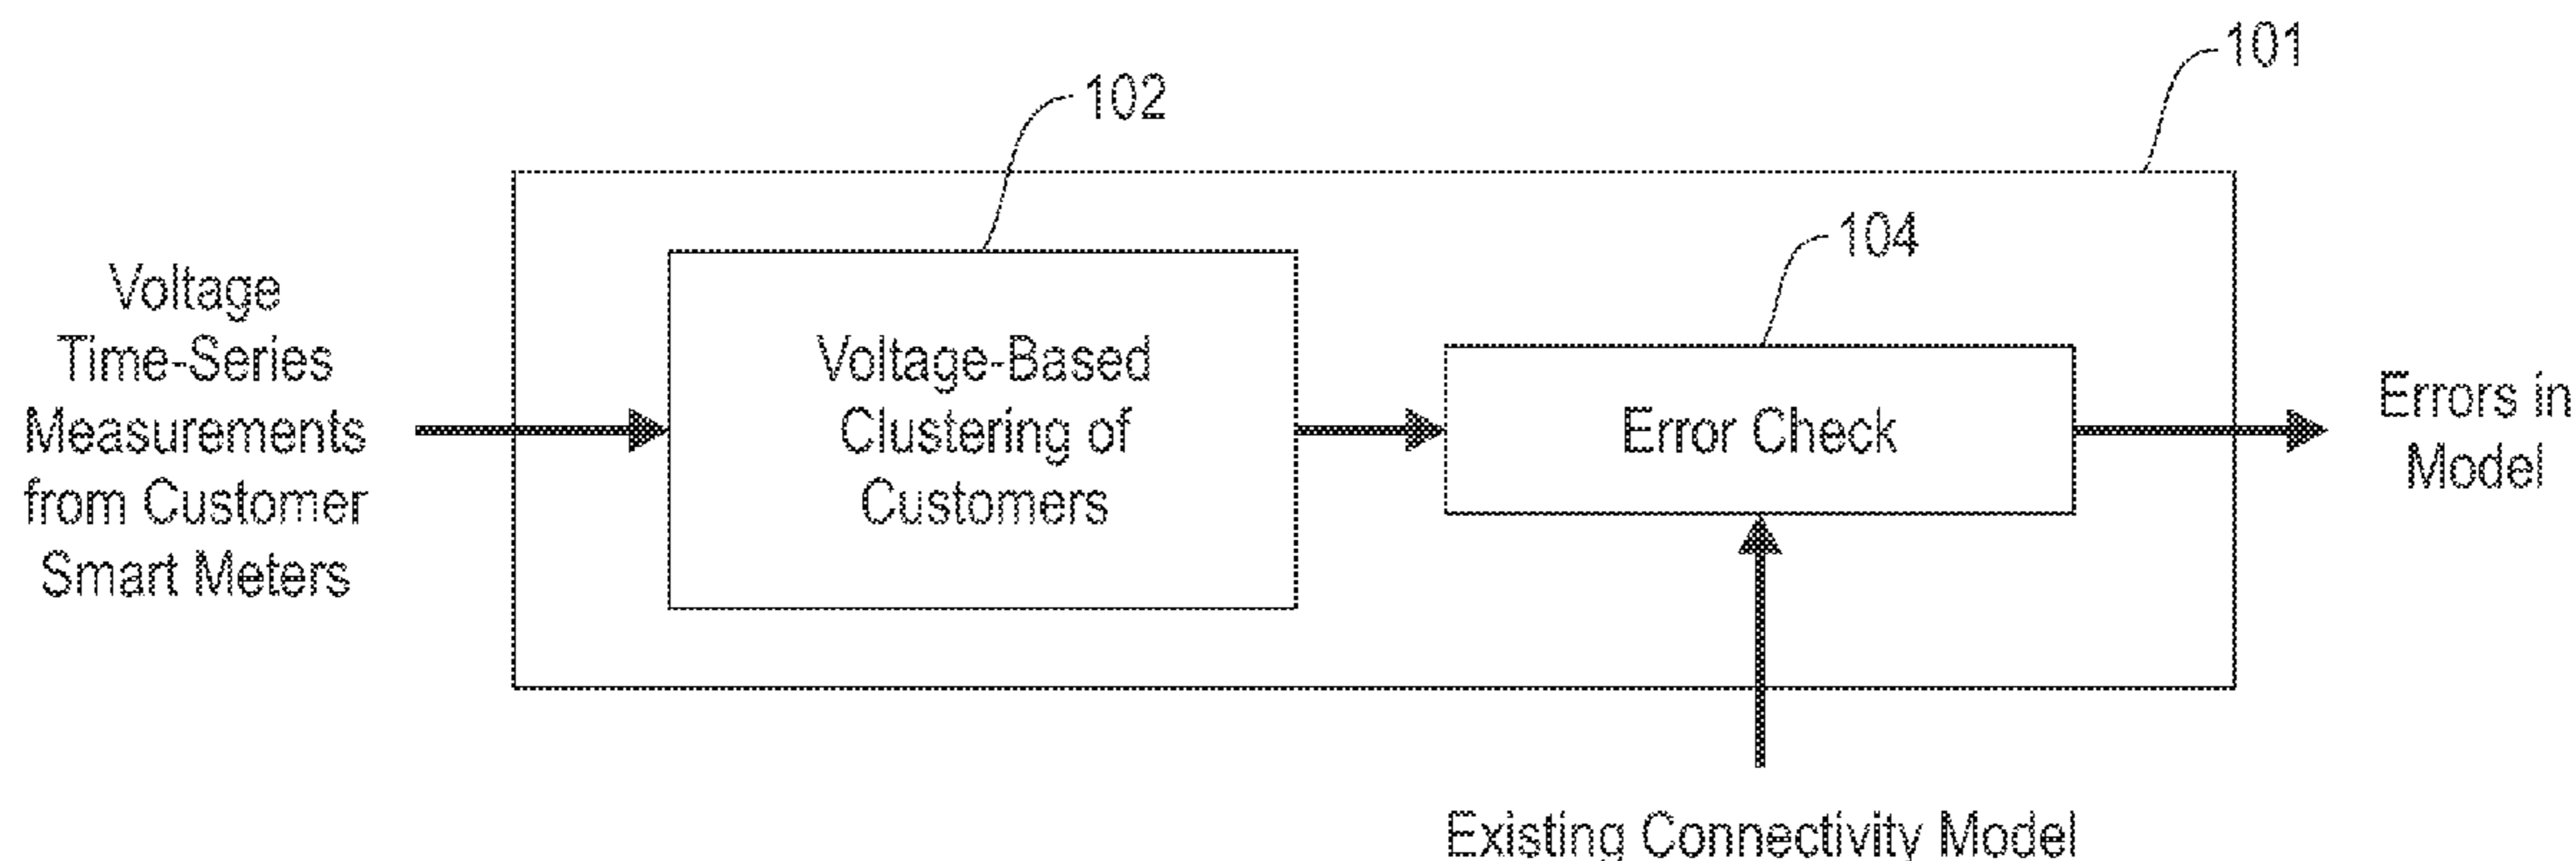 101
102
104
Voltage
Time-Series
Measurements
from Customer
Smart Meters
Voltage-Based
Clustering of
Customers
Error Check
Errors in
Model
Existing Connectivity Model